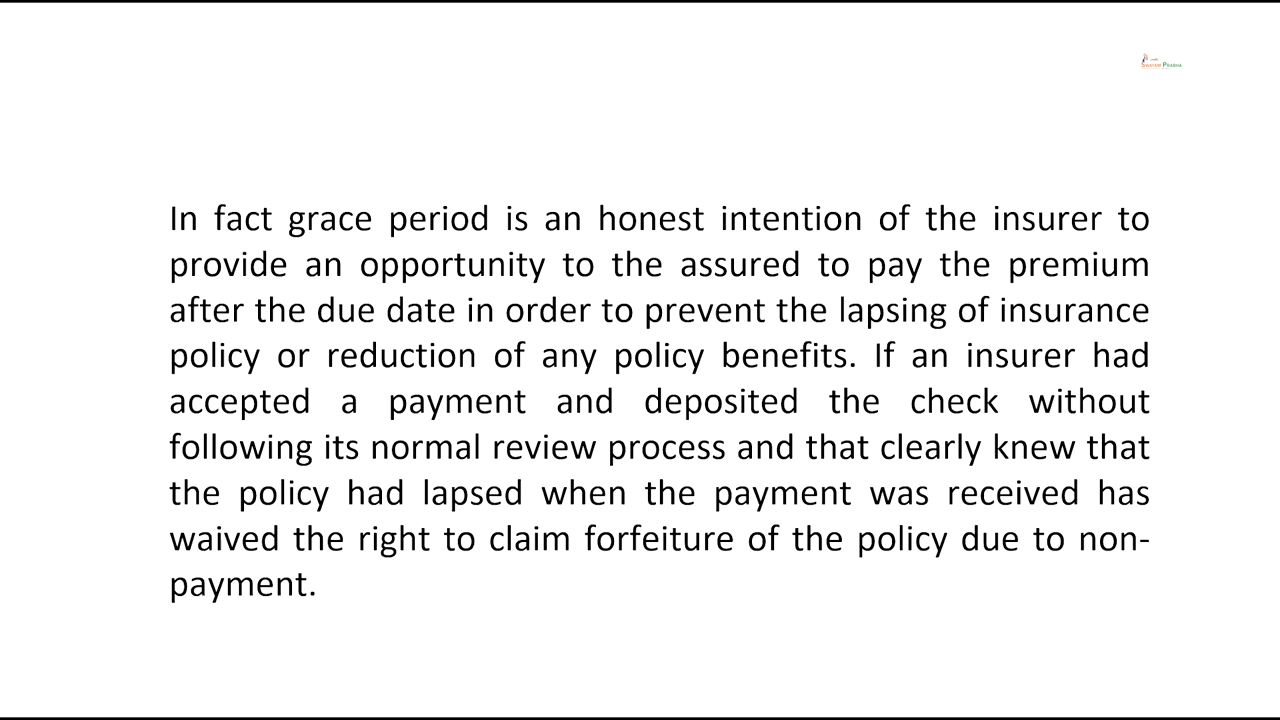 SWAYAM PRABHA
In fact grace period is an honest intention of the insurer to
provide an opportunity to the assured to pay the premium
after the due date in order to prevent the lapsing of insurance
policy or reduction of any policy benefits. If an insurer had
accepted a payment and deposited the check without
following its normal review process and that clearly knew that
the policy had lapsed when the payment was received has
waived the right to claim forfeiture of the policy due to non-
payment.